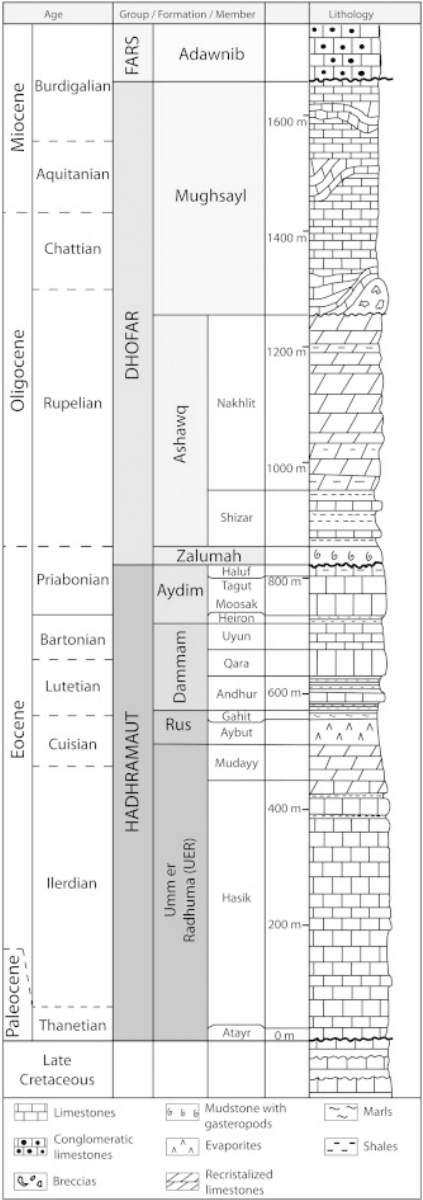 Age
Group / Formation / Member
Lithology
Miocene
Burdigalian
FARS
Adawnib
1600 m
Aquitanian
Mughsayl
Chattian
1400 m
DHOFAR
Oligocene
Rupelian
Ashawq
Nakhlit
1200 m
1000 m
Shizar
Zalumah
Priabonian
Aydim
Haluf
Tagut
Moosak
Heiron
800 m
Eocene
Bartonian
HADHRAMAUT
Dammam
Uyun
Qara
Lutetian
Andhur
600 m
Cuisian
Rus
Gahit
Aybut
Mudayy
Ilerdian
Umm er
Radhuma (UER)
400 m
Hasik
200 m
Paleocene
Thanetian
Atayr
0 m
Late
Cretaceous
Limestones
Mudstone with
gasteropods
Marls
Conglomeratic
limestones
Evaporites
Shales
Breccias
Recristalized
limestones